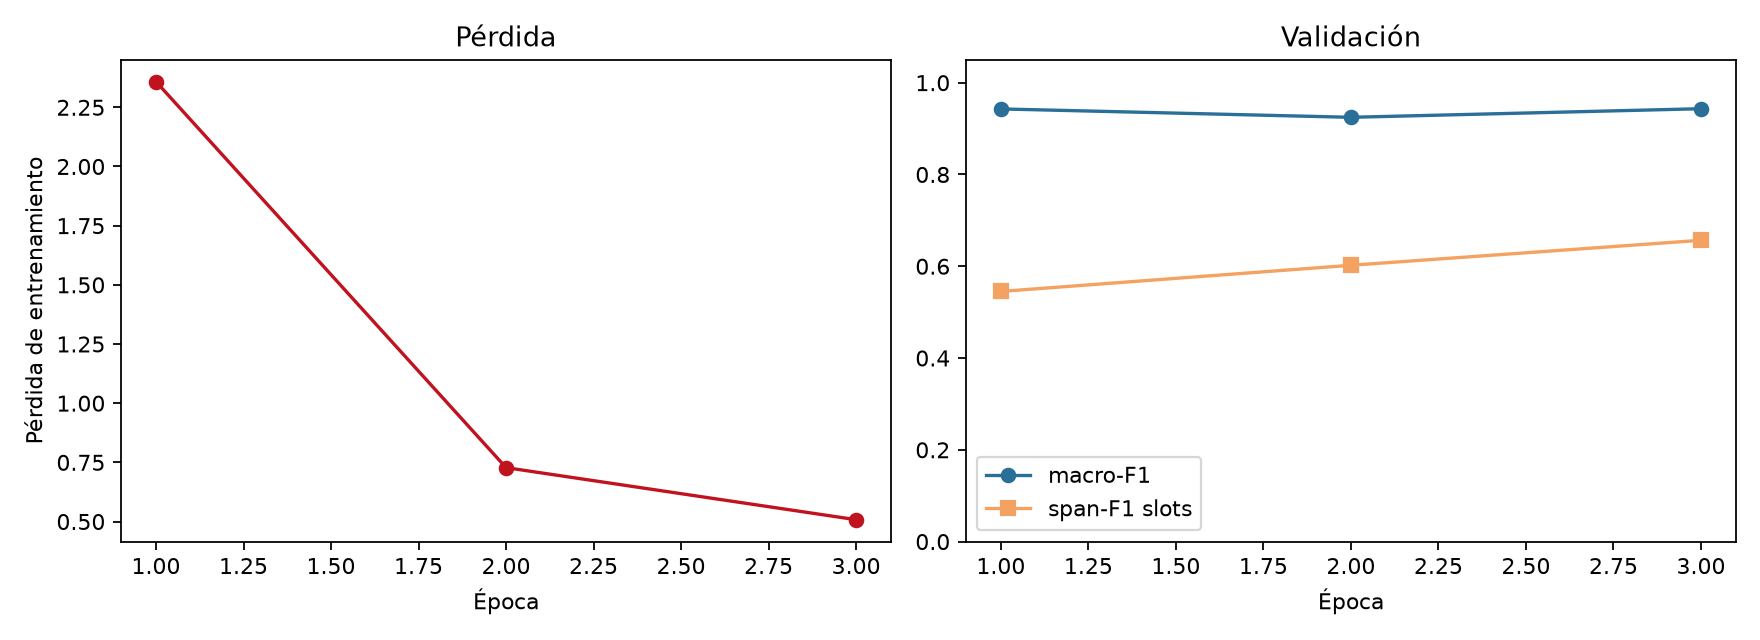 Pérdida
Pérdida de entrenamiento
2.25
2.00
1.75
1.50
1.25
1.00
0.75
0.50
1.00 1.25 1.50 1.75 2.00 2.25 2.50 2.75 3.00
Época
Validación
1.0
0.8
0.6
0.4
0.2
0.0
macro-F1
span-F1 slots
1.00 1.25 1.50 1.75 2.00 2.25 2.50 2.75 3.00
Época